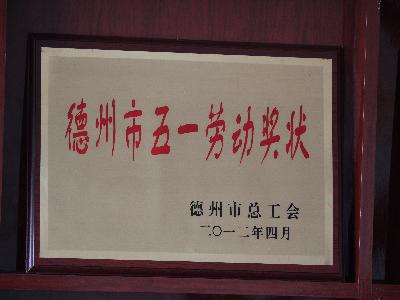 德州市五一劳动奖状
德州市总工会
二〇一二年四月